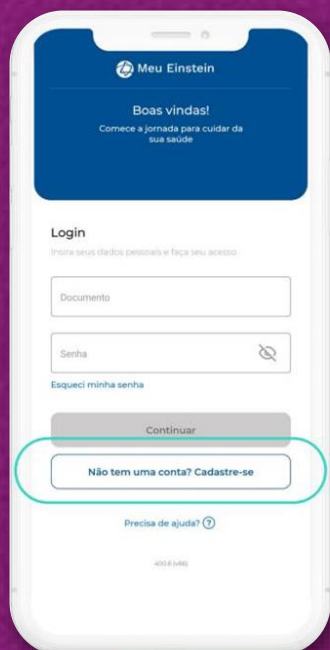 Meu Einstein
Boas vindas!
Comece a jornada para cuidar da
sua saúde
Login
Insira seus dados pessoais e faça seu acesso
Documento
Senha
Esqueci minha senha
Continuar
Não tem uma conta? Cadastre-se
Precisa de ajuda? ?